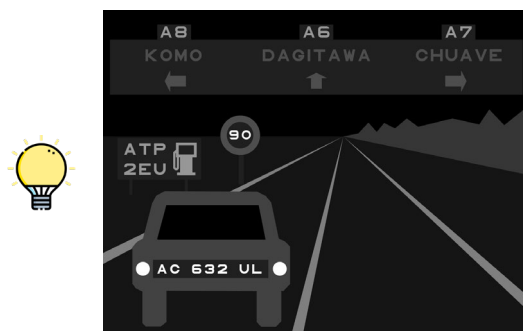 A8 A6 A7
KOMO DAGITAWA CHUAVE
90
ATP
2EU
AC 632 UL